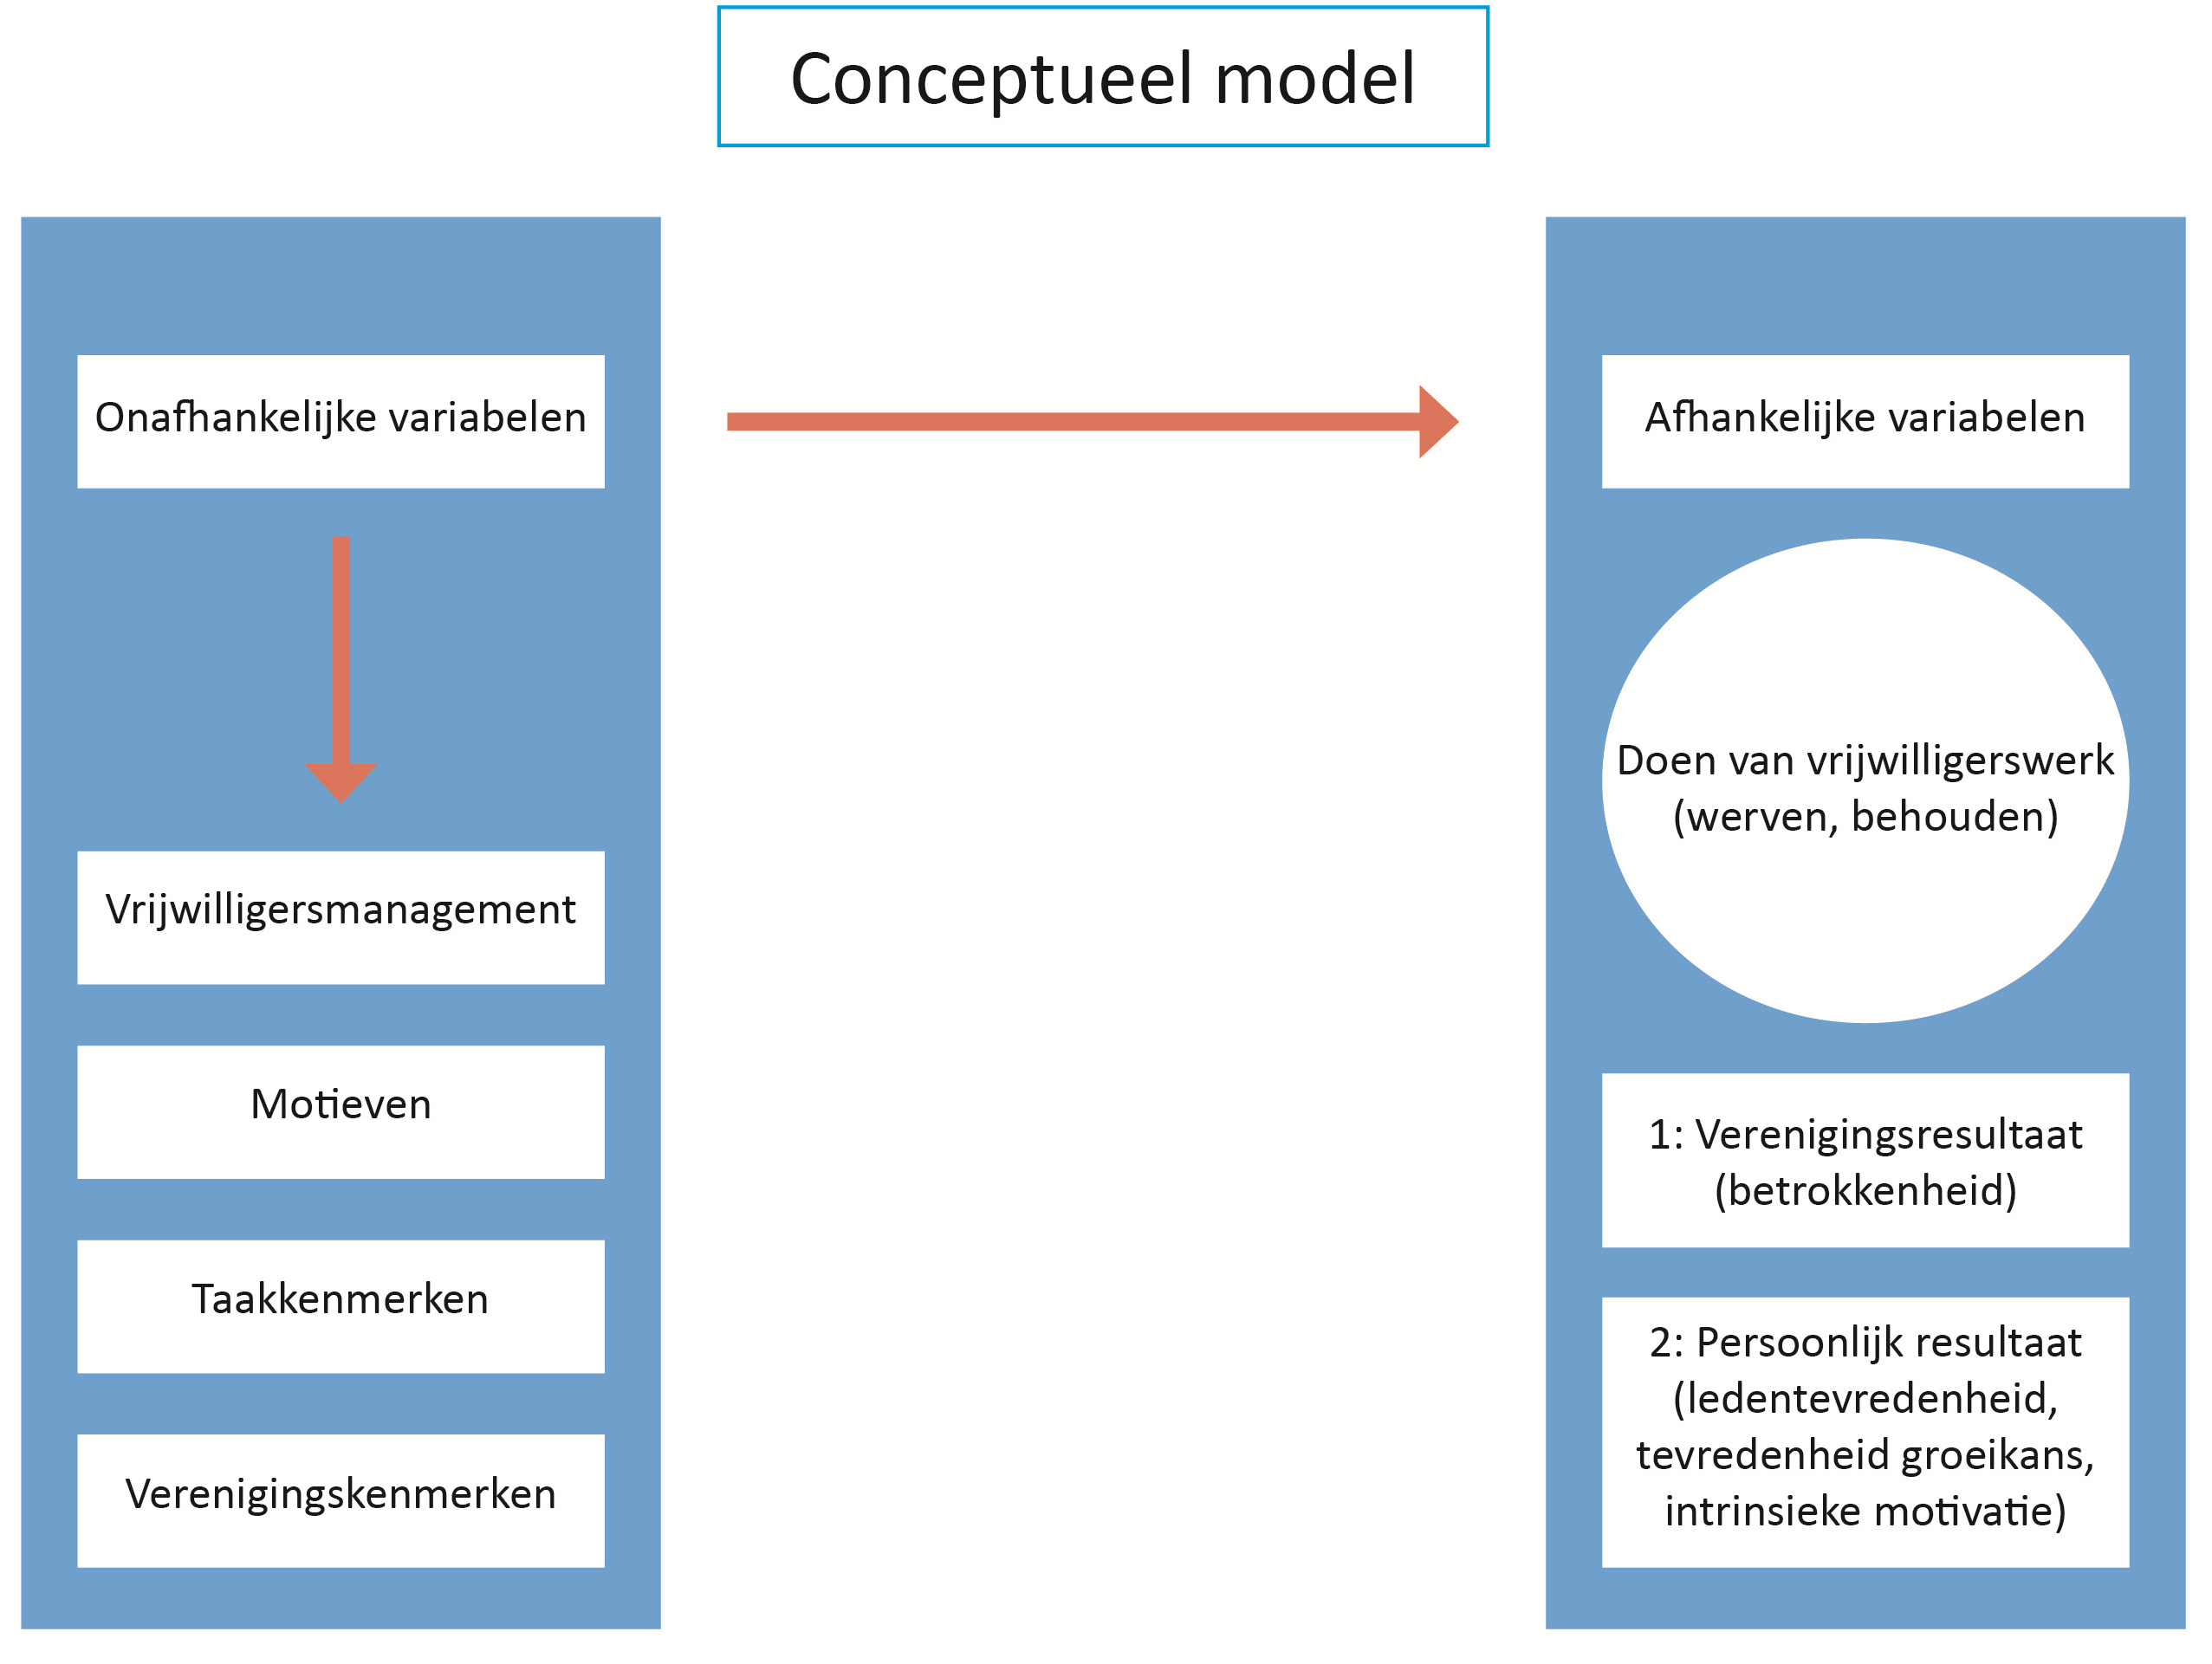 Conceptueel model
Onafhankelijke variabelen
Vrijwilligersmanagement
Motieven
Taakkenmerken
Verenigingskenmerken
Afhankelijke variabelen
Doen van vrijwilligerswerk
(werven, behouden)
1: Verenigingsresultaat
(betrokkenheid)
2: Persoonlijk resultaat
(ledentevredenheid,
tevredenheid groeikans,
intrinsieke motivatie)